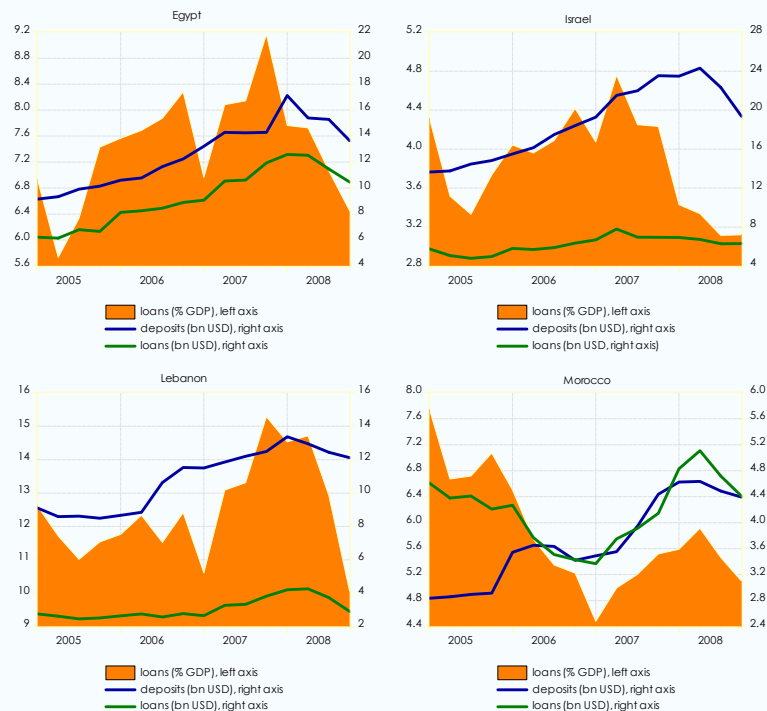 Egypt
9.2 22
8.8 20
8.4 18
8.0 16
7.6 14
7.2 12
6.8 10
6.4 8
6.0 6
5.6 4
2005 2006 2007 2008
loans (% GDP), left axis
deposits (bn USD), right axis
loans (bn USD), right axis
Israel
5.2 28
4.8 24
4.4 20
4.0 16
3.6 12
3.2 8
2.8 4
2005 2006 2007 2008
loans (% GDP), left axis
deposits (bn USD), right axis
loans (bn USD, right axis)
Lebanon
16 16
15 14
14 12
13 10
12 8
11 6
10 4
9 2
2005 2006 2007 2008
loans (% GDP), left axis
deposits (bn USD), right axis
loans (bn USD), right axis
Morocco
8.0 6.0
7.6 5.6
7.2 5.2
6.8 4.8
6.4 4.4
6.0 4.0
5.6 3.6
5.2 3.2
4.8 2.8
4.4 2.4
2005 2006 2007 2008
loans (% GDP), left axis
deposits (bn USD), right axis
loans (bn USD), right axis